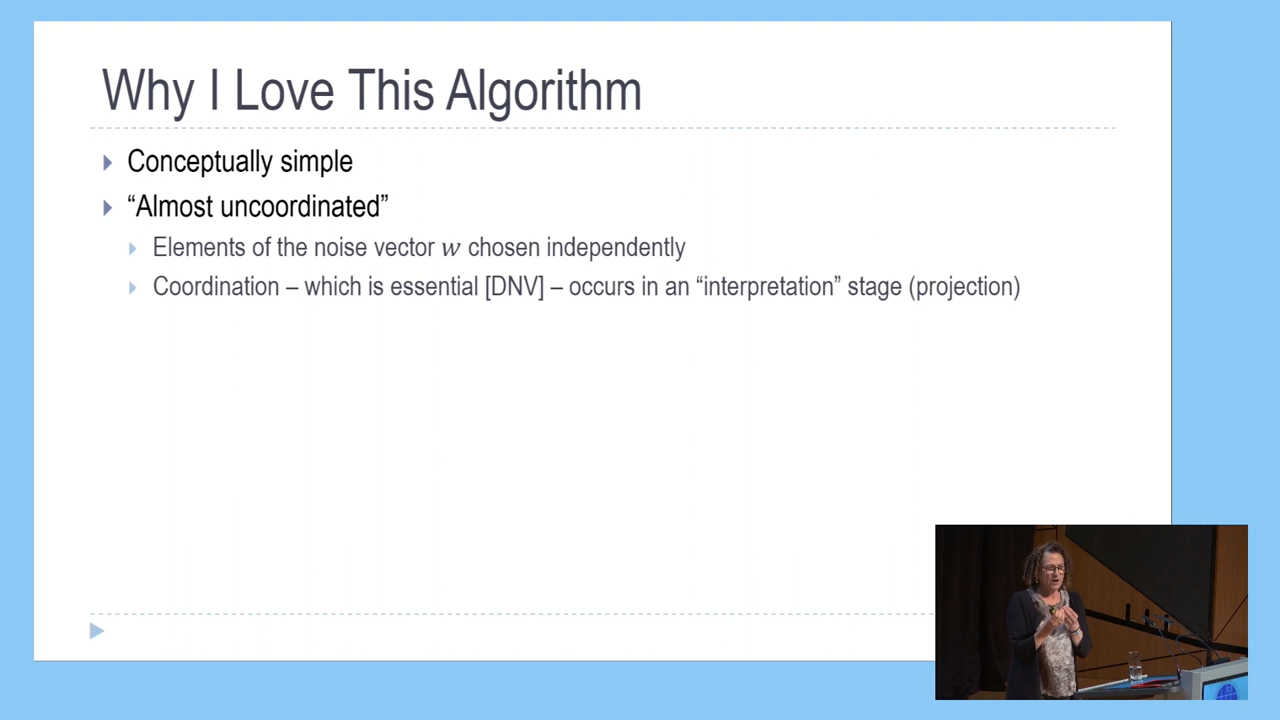 Why I Love This Algorithm
Conceptually simple
“Almost uncoordinated”
Elements of the noise vector w chosen independently
Coordination – which is essential [DNV] – occurs in an “interpretation” stage (projection)